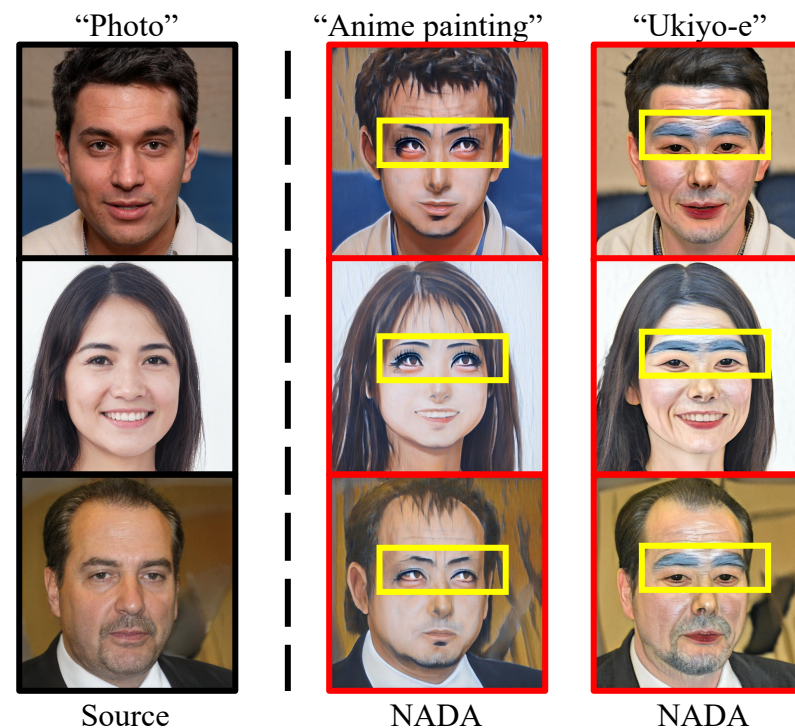 “Photo”
“Anime painting”
“Ukiyo-e”
Source
NADA
NADA